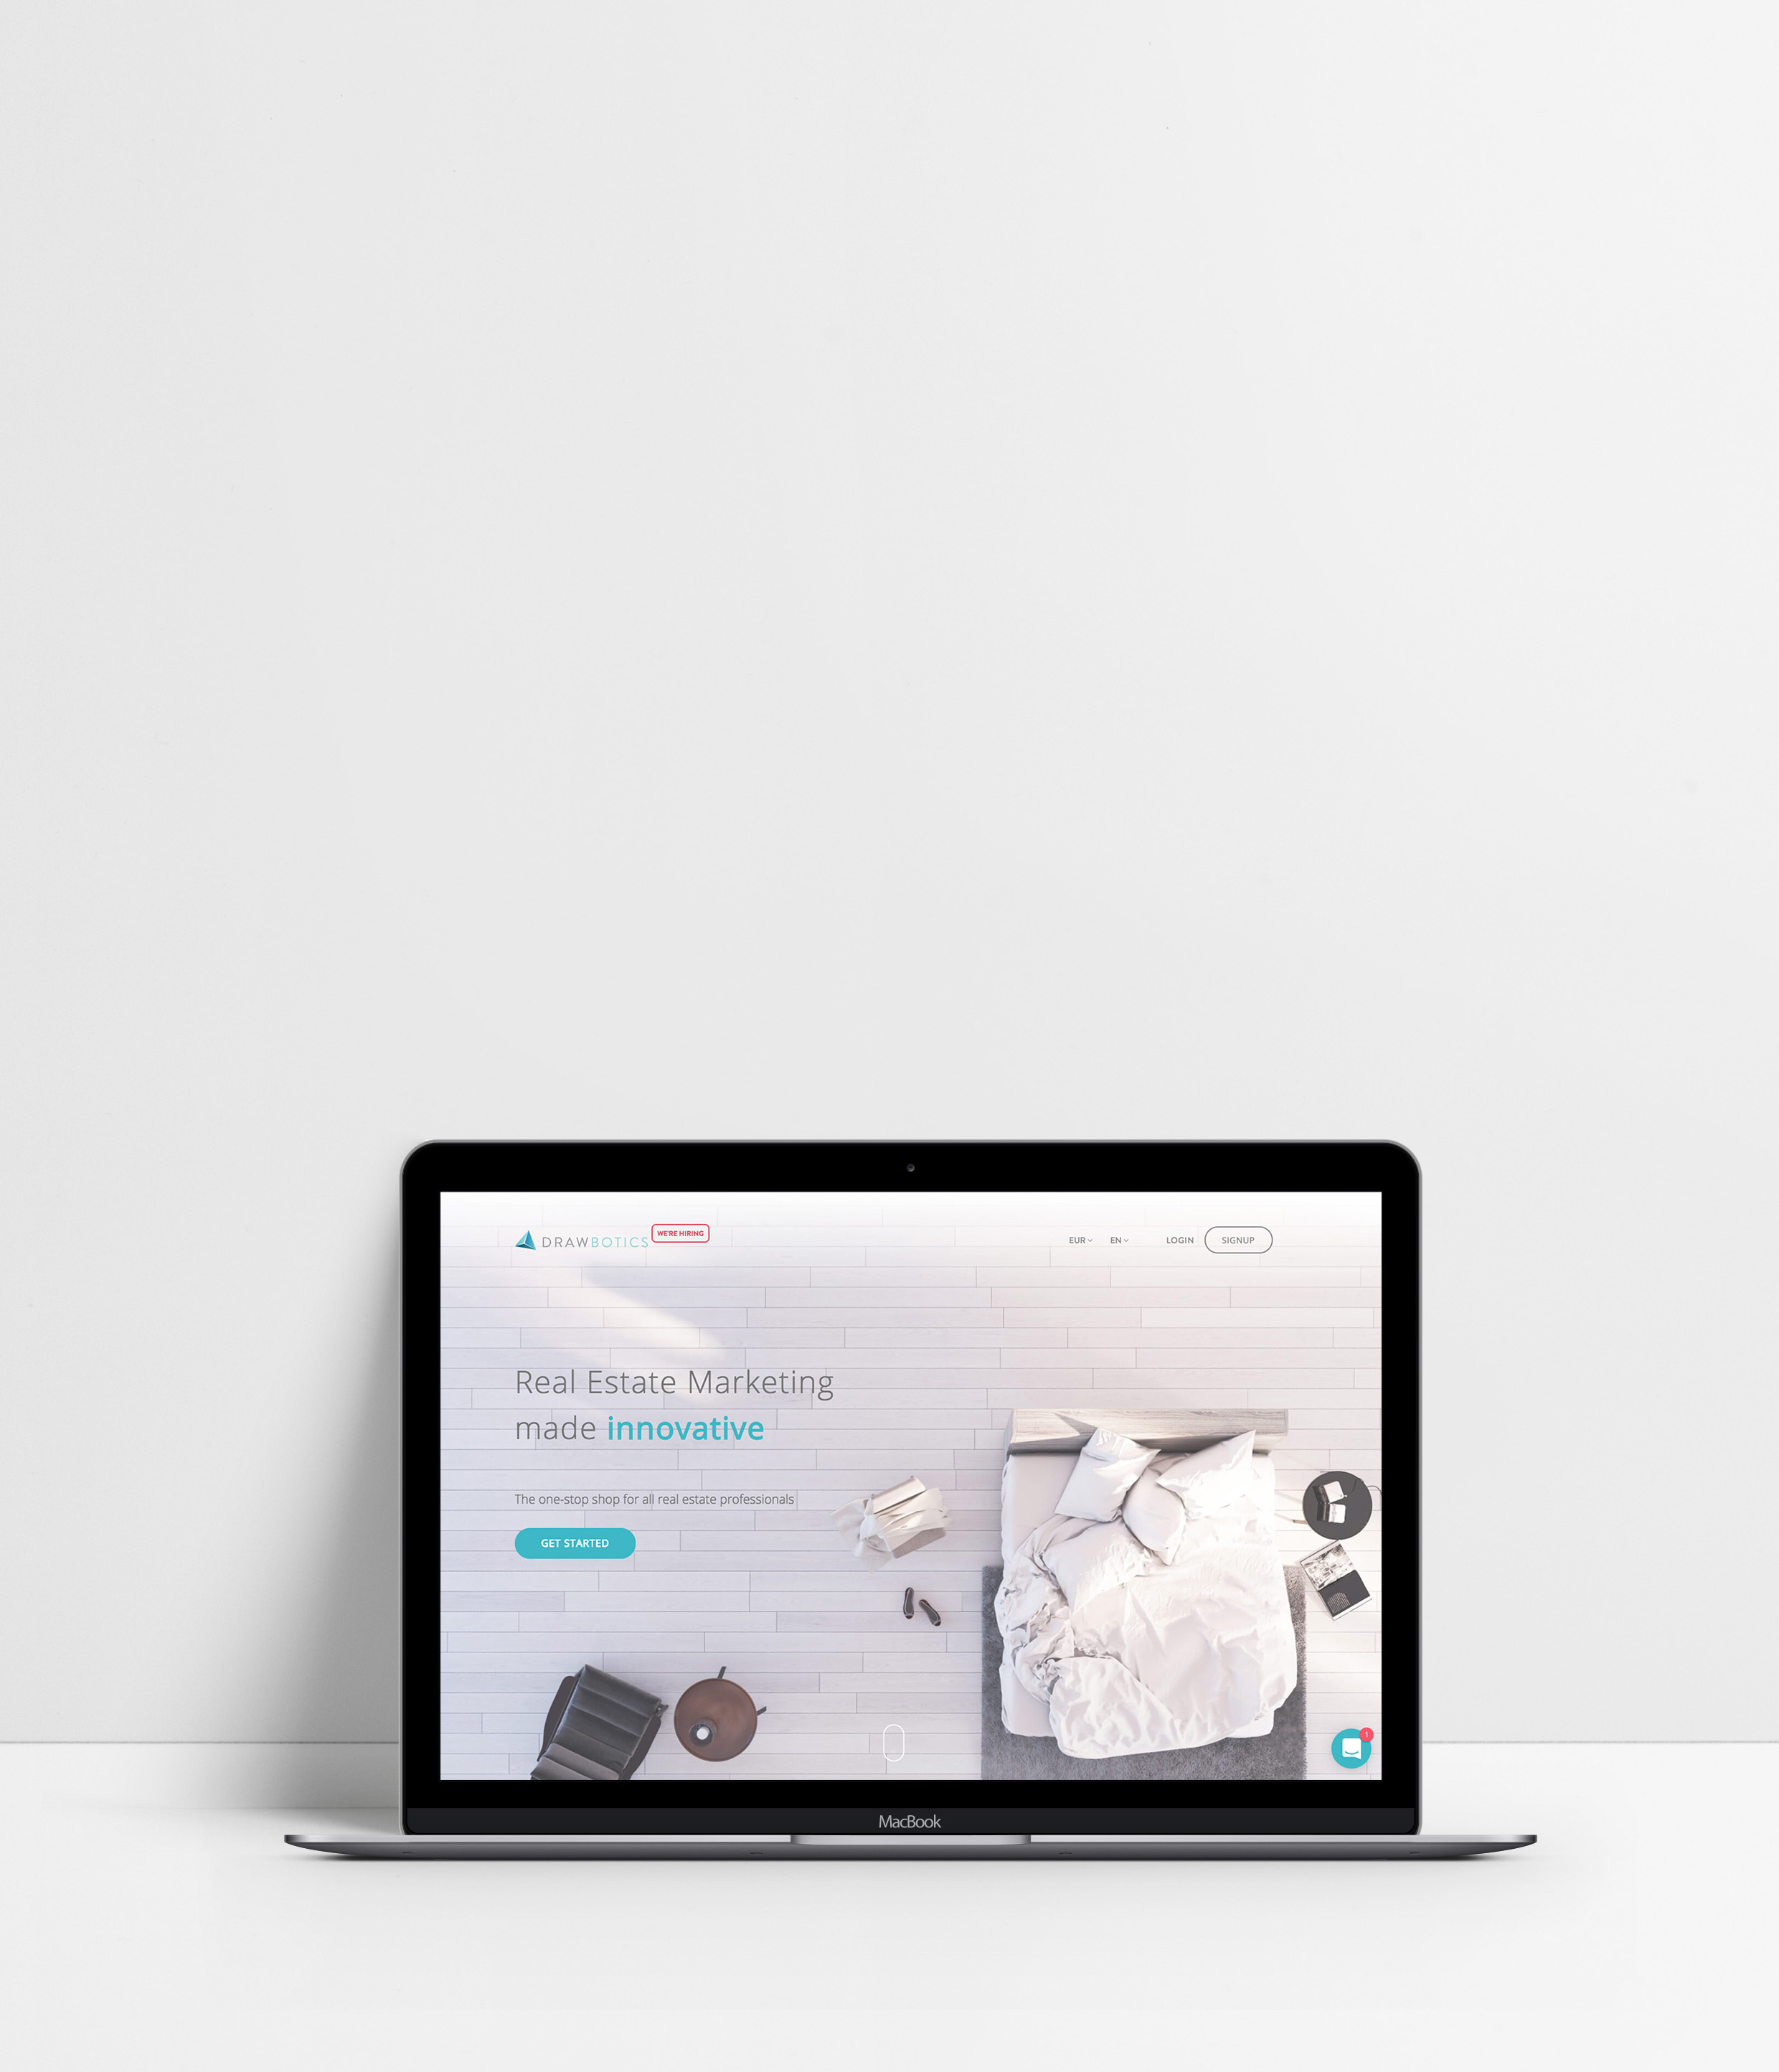 DRAWBOTICS
WE'RE HIRING
EUR
EN
LOGIN
SIGNUP
Real Estate Marketing
made innovative
The one-stop shop for all real estate professionals
GET STARTED
1
MacBook